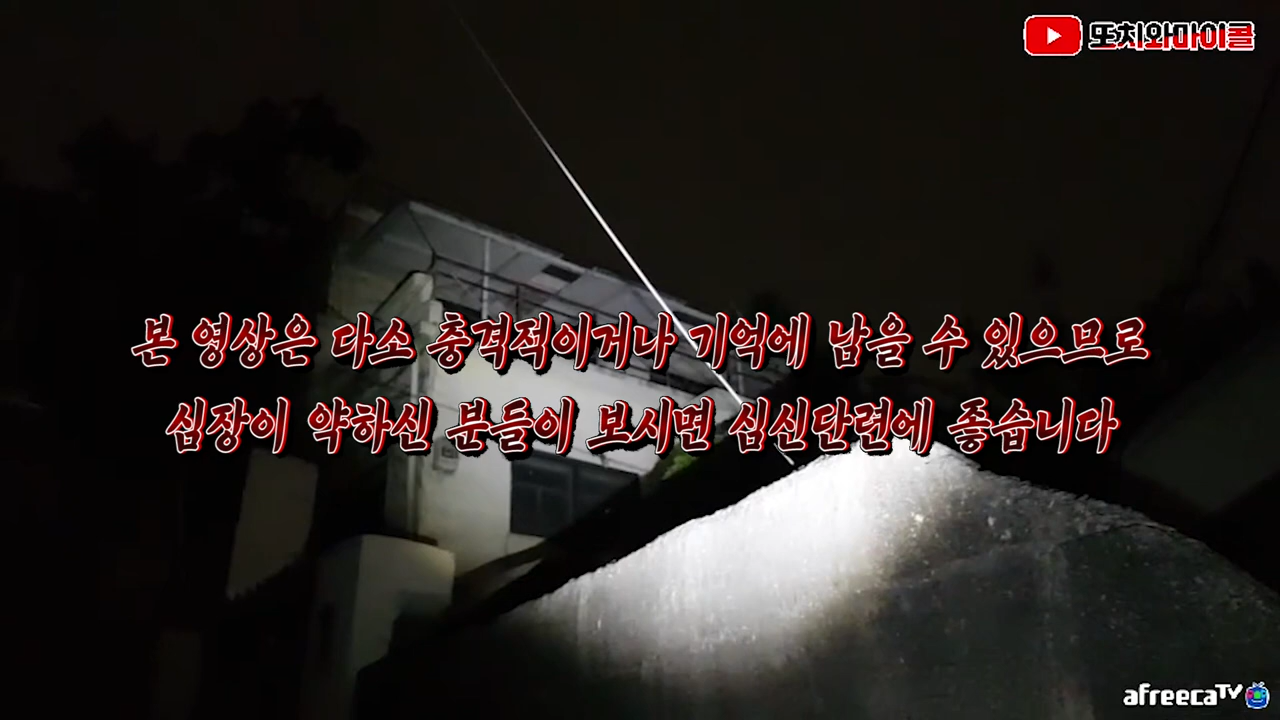 또치와마이콜
본 영상은 다소 충격적이거나 기억에 남을 수 있으므로
심장이 약하신 분들이 보시면 심신단련에 좋습니다
afreecaTV